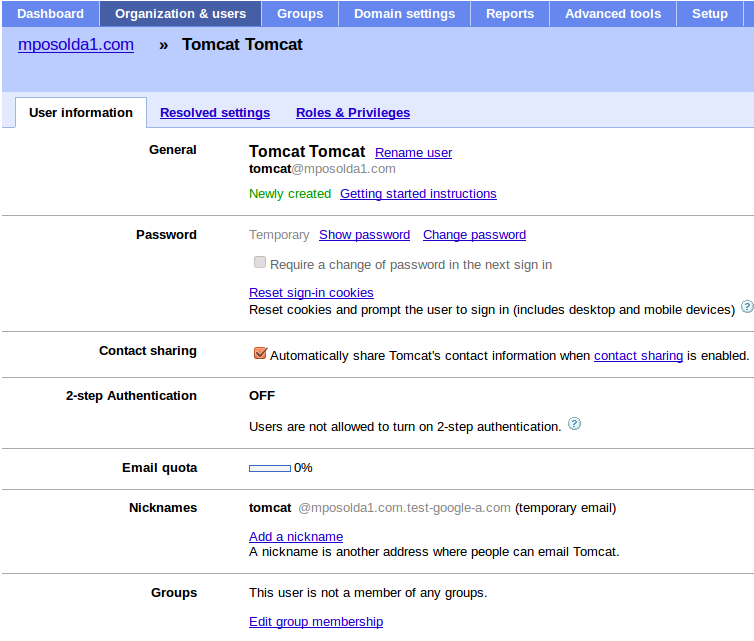 Dashboard Organization & users Groups Domain settings Reports Advanced tools Setup
mposolda1.com » Tomcat Tomcat
User information Resolved settings Roles & Privileges
General Tomcat Tomcat Rename user
tomcat@mposolda1.com
Newly created Getting started instructions
Password Temporary Show password Change password
Require a change of password in the next sign in
Reset sign-in cookies
Reset cookies and prompt the user to sign in (includes desktop and mobile devices) ?
Contact sharing Automatically share Tomcat's contact information when contact sharing is enabled.
2-step Authentication OFF
Users are not allowed to turn on 2-step authentication. ?
Email quota 0%
Nicknames tomcat @mposolda1.com.test-google-a.com (temporary email)
Add a nickname
A nickname is another address where people can email Tomcat.
Groups This user is not a member of any groups.
Edit group membership